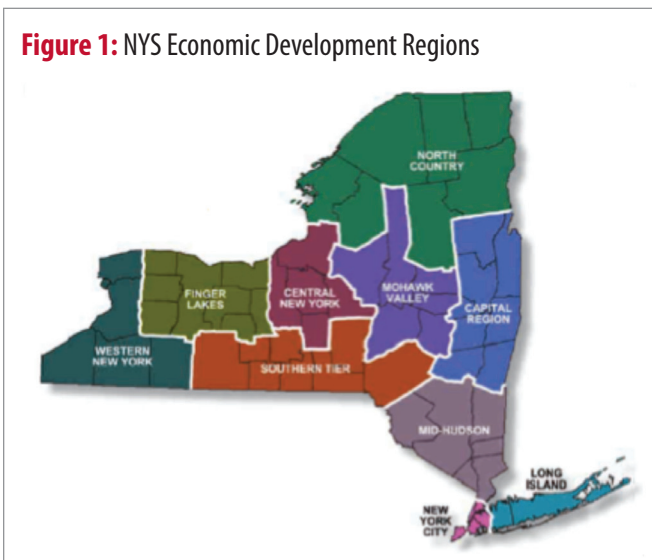 Figure 1: NYS Economic Development Regions
NORTH
COUNTRY
FINGER
LAKES
CENTRAL
NEW YORK
MOHAWK
VALLEY
CAPITAL
REGION
WESTERN
NEW YORK
SOUTHERN TIER
MID-HUDSON
LONG
ISLAND
NEW
YORK
CITY